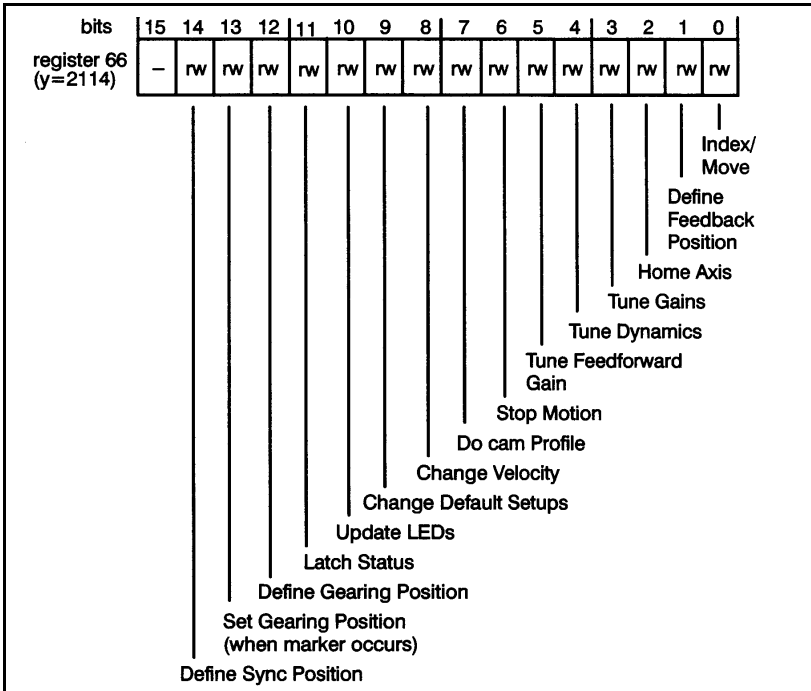 bits 15 14 13 12 11 10 9 8 7 6 5 4 3 2 1 0
register 66
(y=2114)
– rw rw rw rw rw rw rw rw rw rw rw rw rw rw rw
Index/
Move
Define
Feedback
Position
Home Axis
Tune Gains
Tune Dynamics
Tune Feedforward
Gain
Stop Motion
Do cam Profile
Change Velocity
Change Default Setups
Update LEDs
Latch Status
Define Gearing Position
Set Gearing Position
(when marker occurs)
Define Sync Position